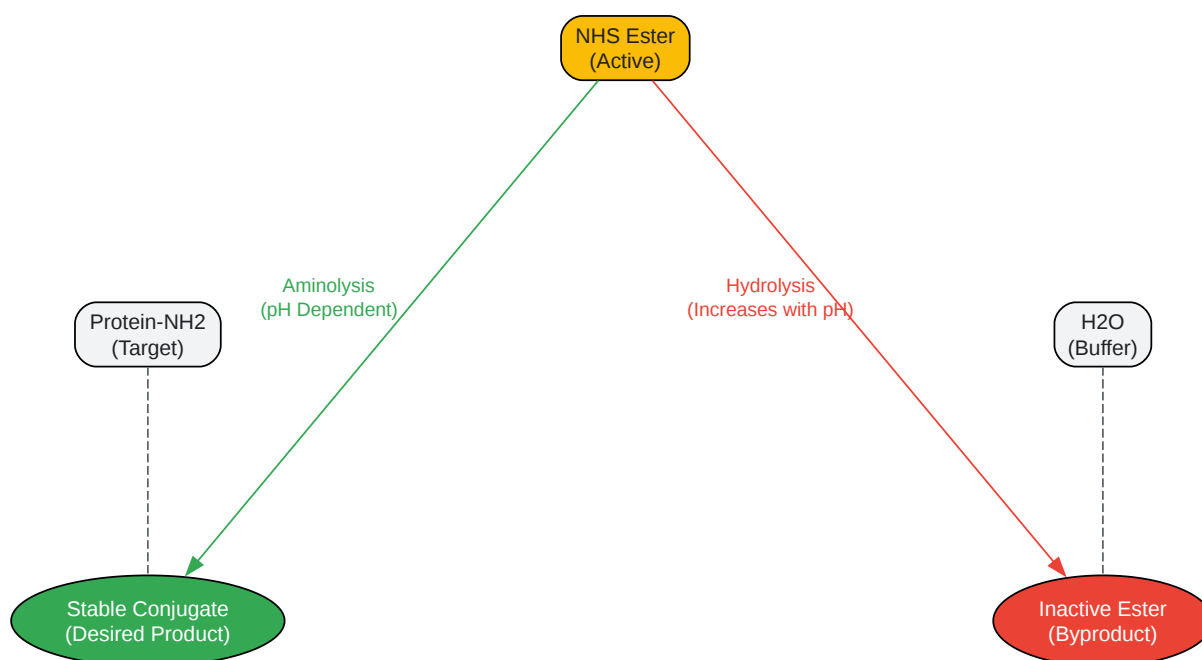 NHS Ester
(Active)
Aminolysis
(pH Dependent)
Hydrolysis
(Increases with pH)
Protein-NH2
(Target)
H2O
(Buffer)
Stable Conjugate
(Desired Product)
Inactive Ester
(Byproduct)